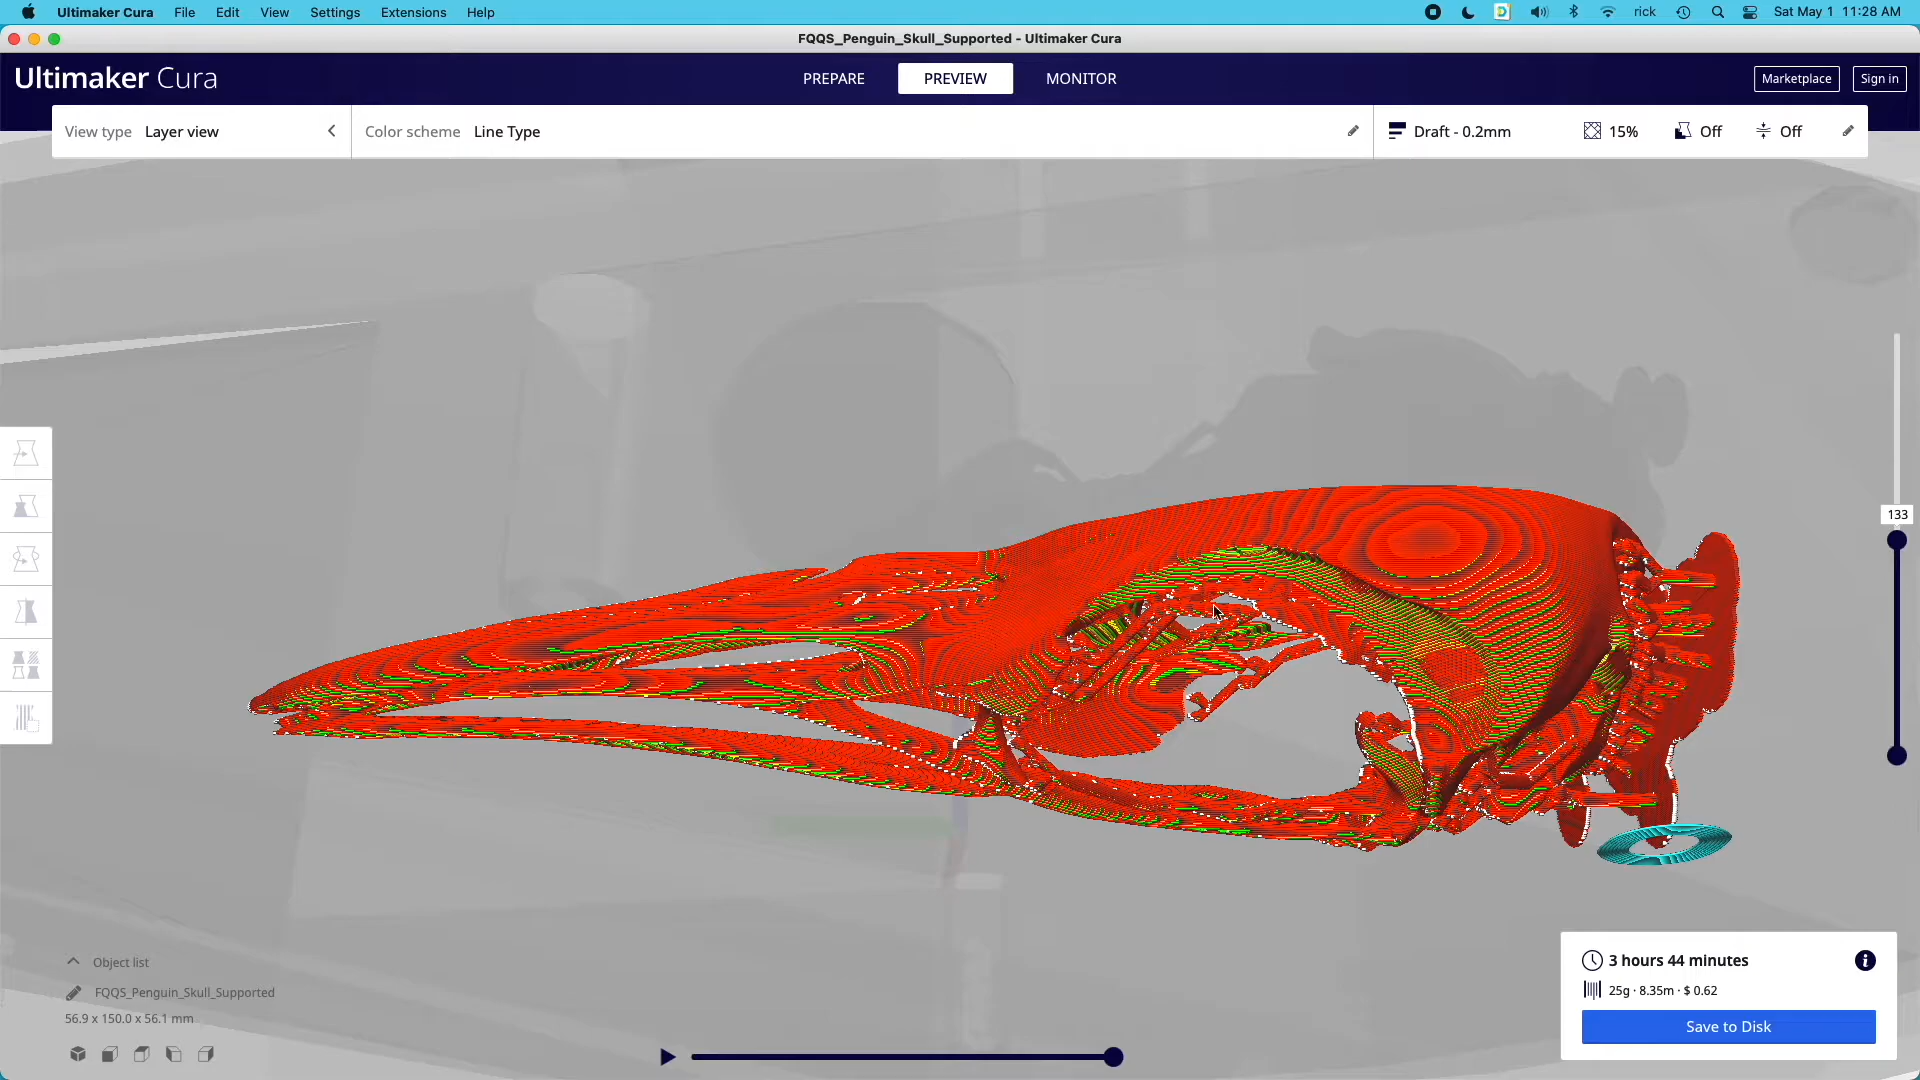 Ultimaker Cura File Edit View Settings Extensions Help rick Sat May 1 11:28 AM
FQQS_Penguin_Skull_Supported - Ultimaker Cura
Ultimaker Cura PREPARE PREVIEW MONITOR Marketplace Sign in
View type Layer view Color scheme Line Type Draft - 0.2mm 15% Off Off
133
Object list
FQQS_Penguin_Skull_Supported
56.9 x 150.0 x 56.1 mm
3 hours 44 minutes
25g · 8.35m · $ 0.62
Save to Disk